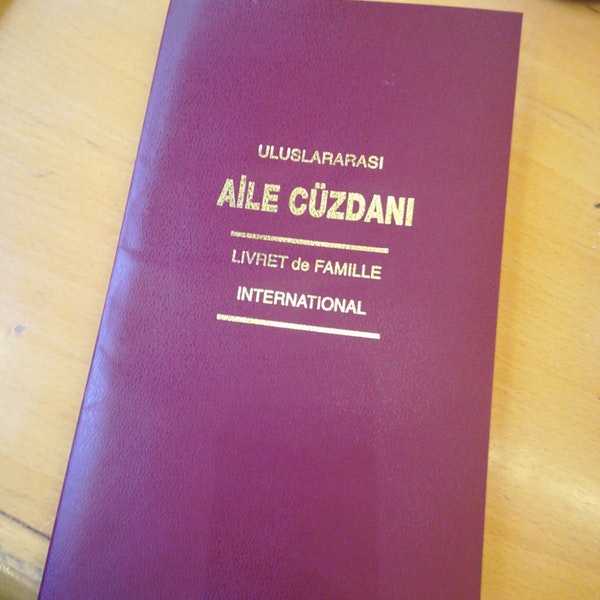 ULUSLARARASI
AİLE CÜZDANI
LIVRET de FAMILLE
INTERNATIONAL